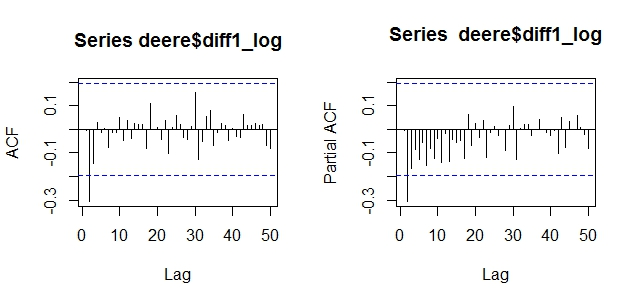 Series deere$diff1_log
ACF
0.1
-0.1
-0.3
0 10 20 30 40 50
Lag
Series  deere$diff1_log
Partial ACF
0.1
-0.1
-0.3
0 10 20 30 40 50
Lag